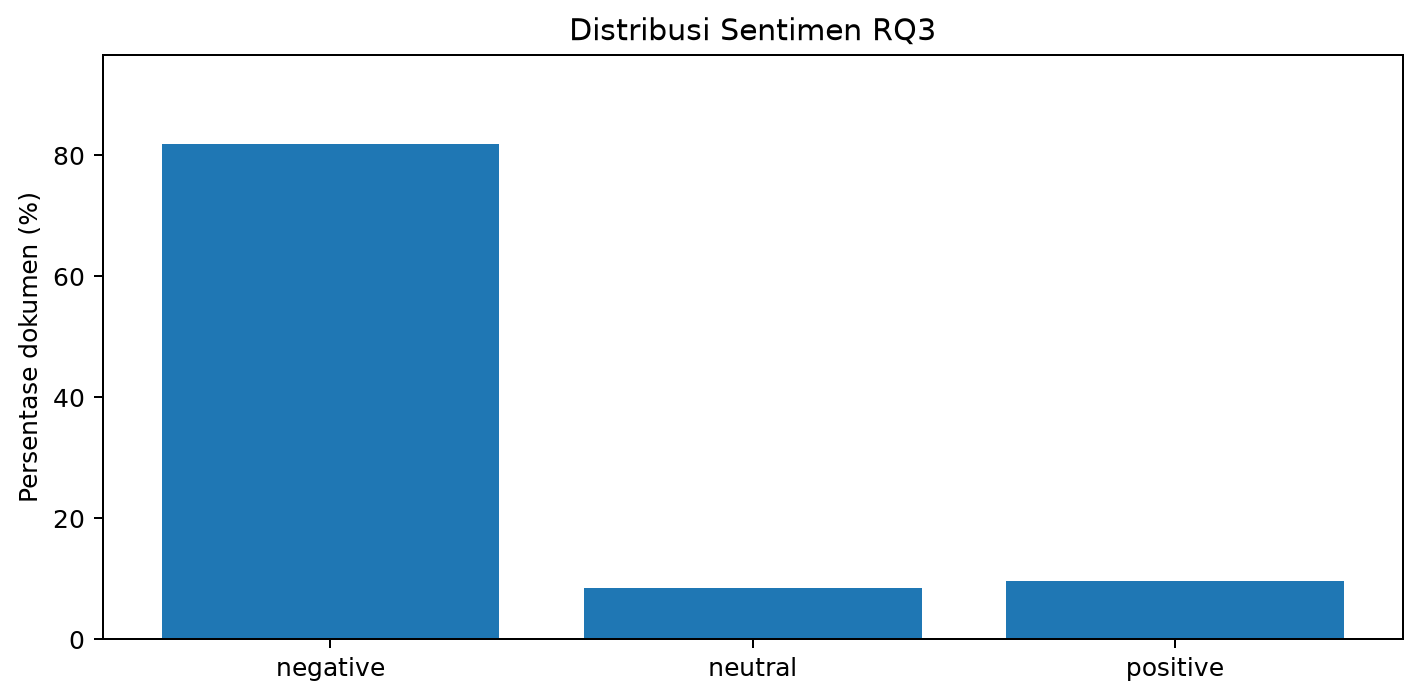 Distribusi Sentimen RQ3
Persentase dokumen (%)
80
60
40
20
0
negative
neutral
positive